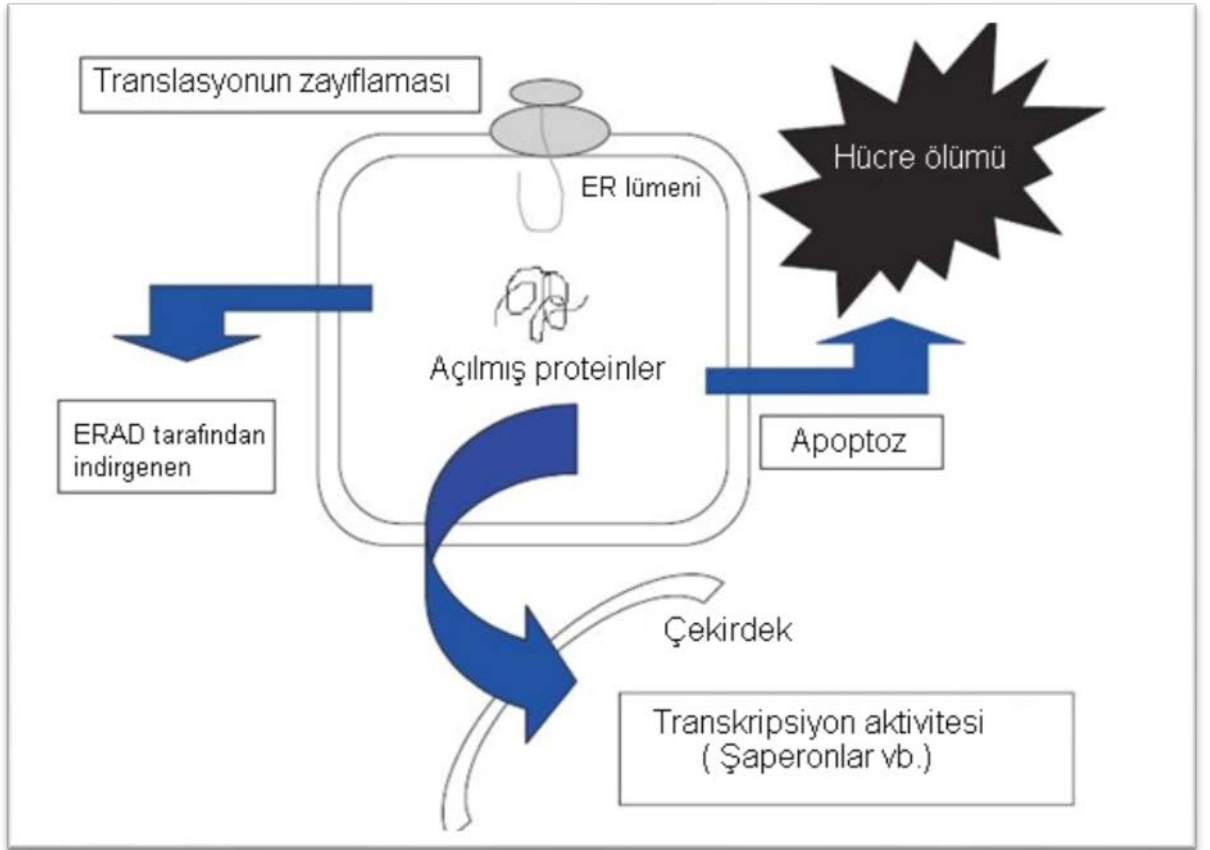 Translasyonun zayıflaması
Hücre ölümü
ER lümeni
Açılmış proteinler
ERAD tarafından
indirgenen
Apoptoz
Çekirdek
Transkripsiyon aktivitesi
( Şaperonlar vb.)